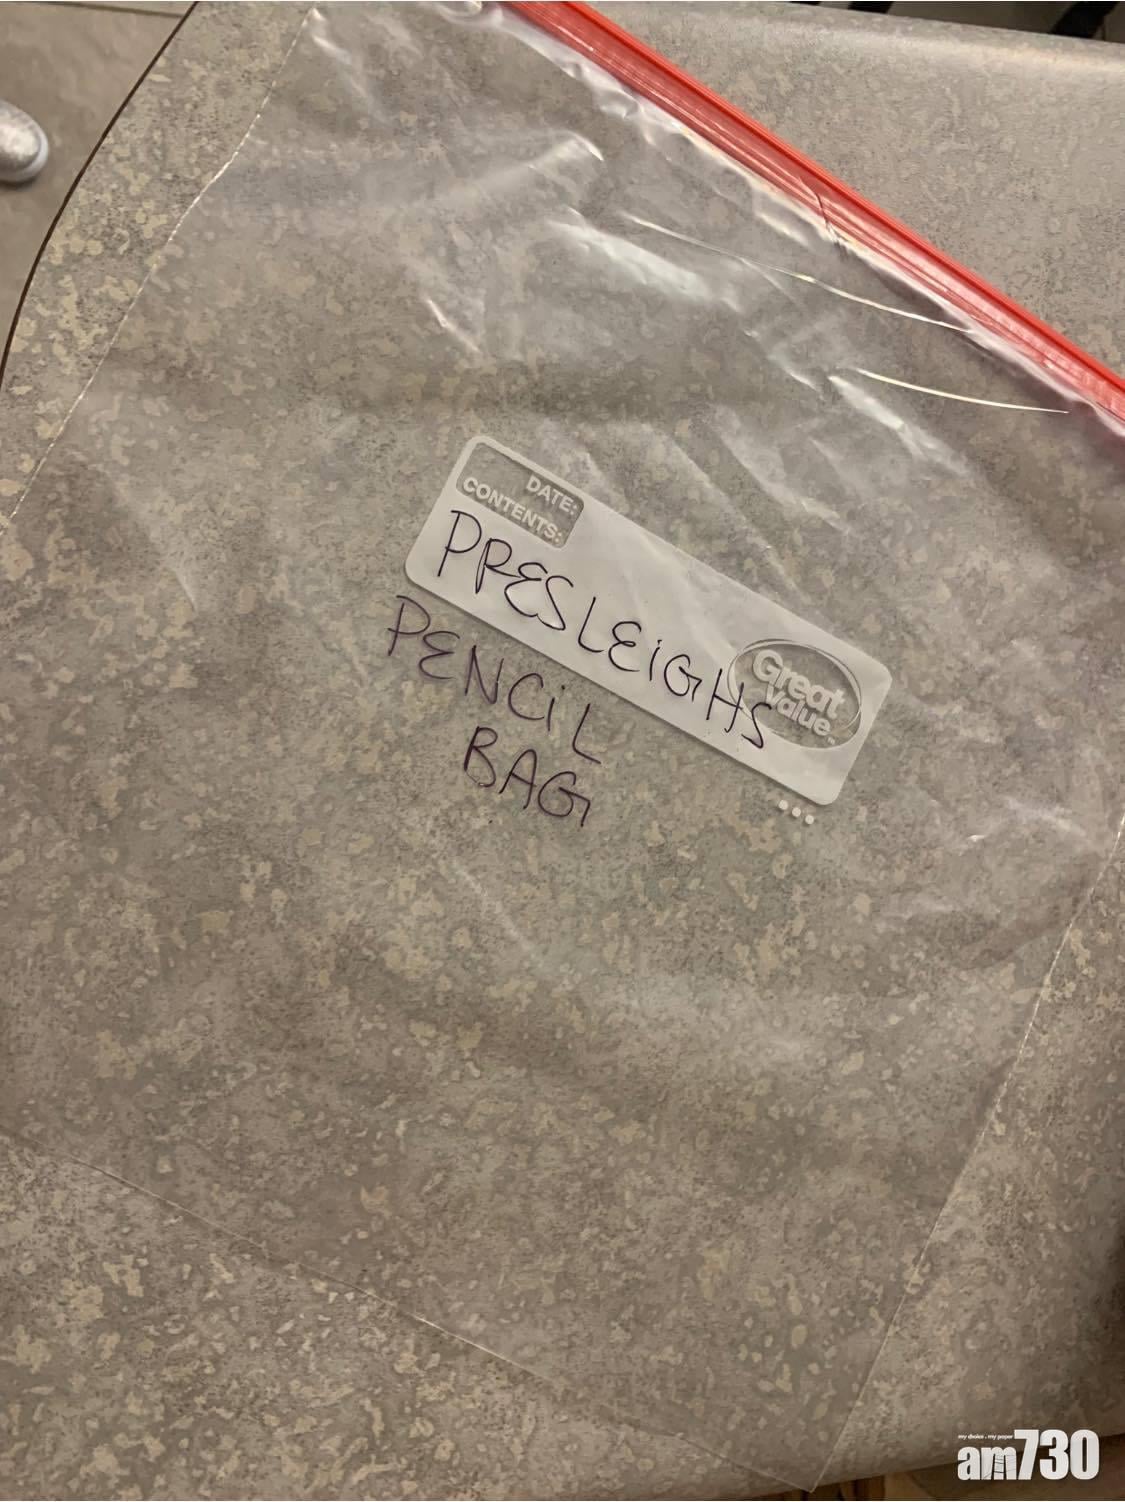 DATE:
CONTENTS:
PRESLEiGHS
Great
Value
PENCiL
BAG
my choice . my paper
am730